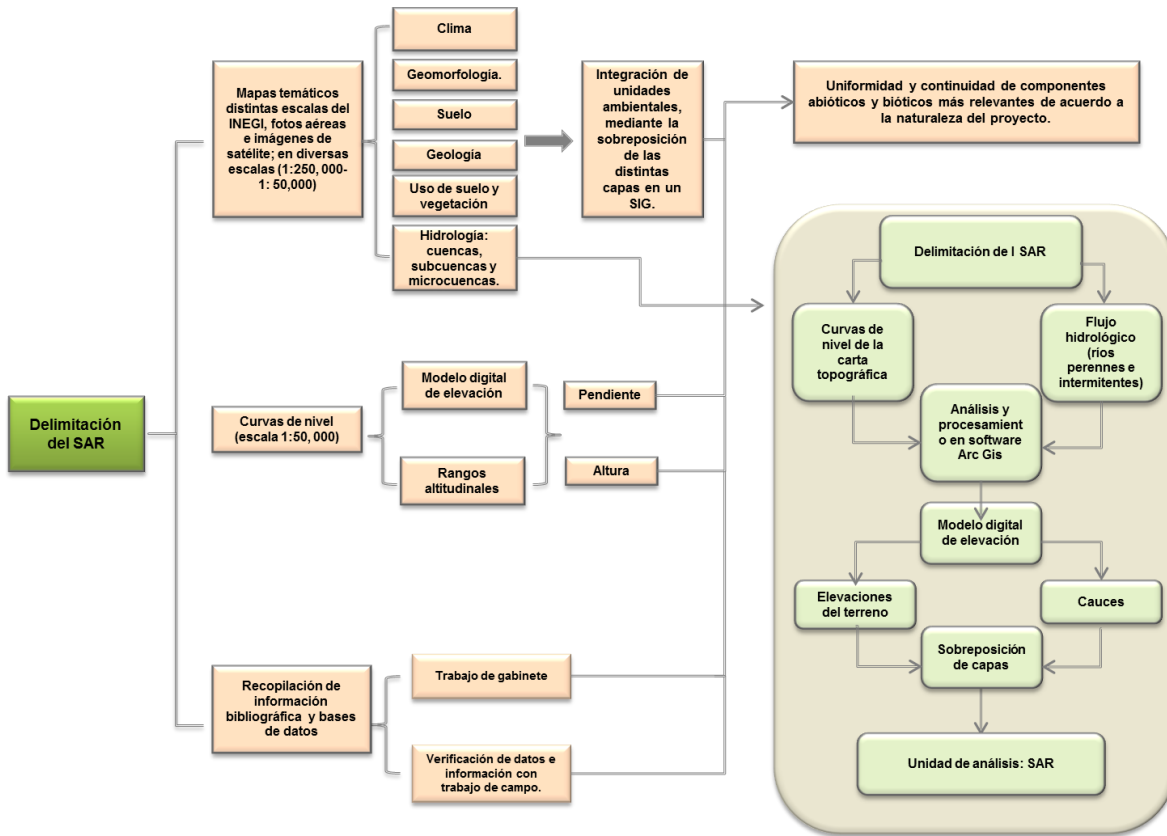 Delimitación
del SAR
Mapas temáticos
distintas escalas del
INEGI, fotos aéreas
e imágenes de
satélite; en diversas
escalas (1:250, 000-
1: 50,000)
Clima
Geomorfología.
Suelo
Geología
Uso de suelo y
vegetación
Hidrología:
cuencas,
subcuencas y
microcuencas.
Integración de
unidades
ambientales,
mediante la
sobreposición de
las distintas
capas en un
SIG.
Uniformidad y continuidad de componentes
abióticos y bióticos más relevantes de acuerdo a
la naturaleza del proyecto.
Curvas de nivel
(escala 1:50, 000)
Modelo digital
de elevación
Rangos
altitudinales
Pendiente
Altura
Recopilación de
información
bibliográfica y bases
de datos
Trabajo de gabinete
Verificación de datos e
información con
trabajo de campo.
Delimitación de l SAR
Curvas de
nivel de la
carta
topográfica
Flujo
hidrológico
(ríos
perennes e
intermitentes)
Análisis y
procesamient
o en software
Arc Gis
Modelo digital
de elevación
Elevaciones
del terreno
Cauces
Sobreposición
de capas
Unidad de análisis: SAR